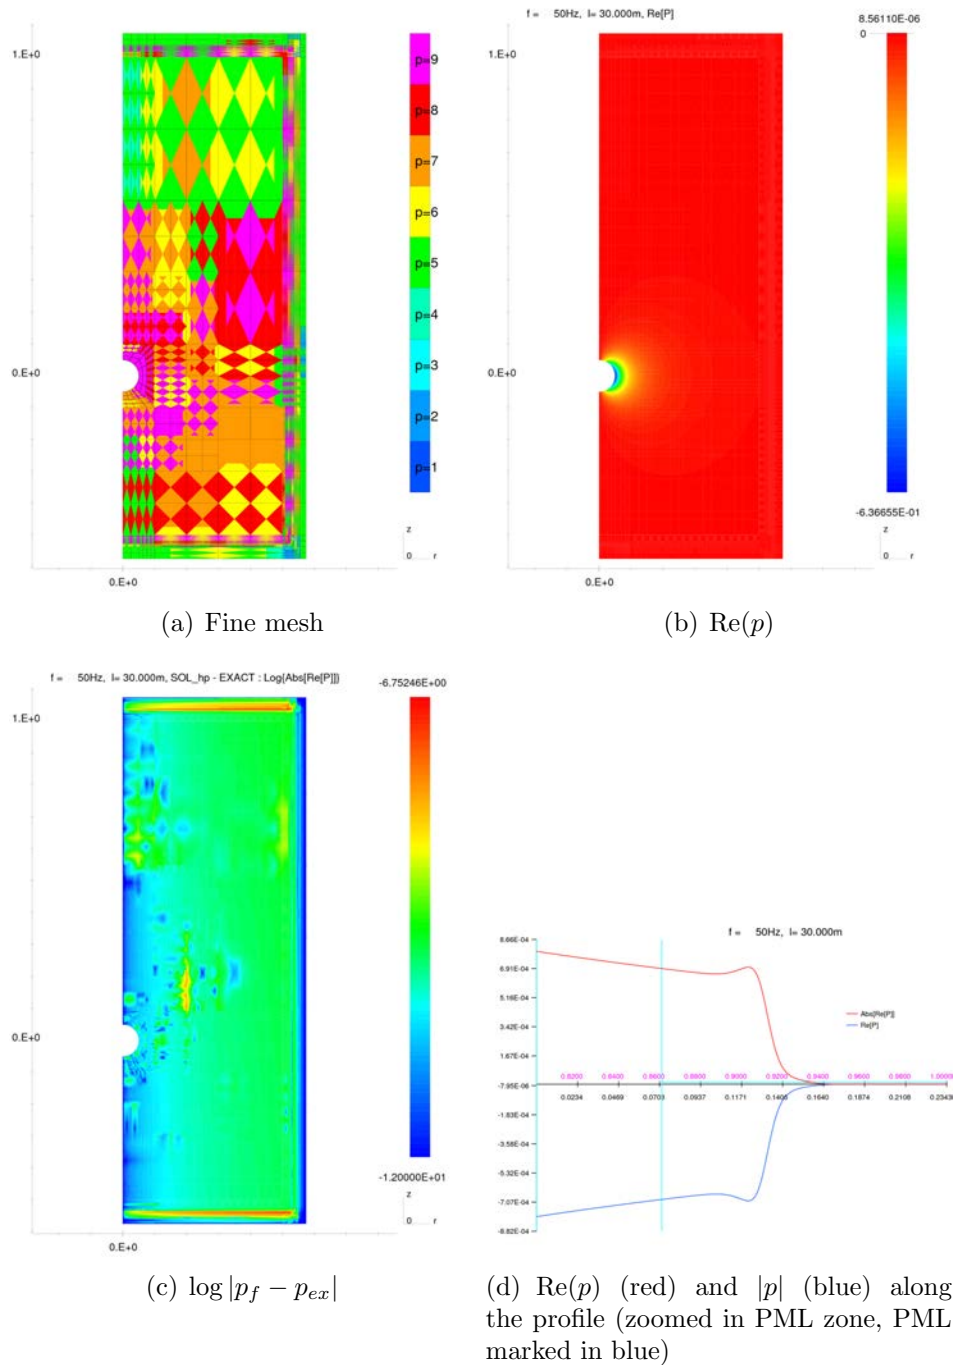 f = 50Hz, l= 30.000m, Re[P]
1.E+0
0.E+0
0.E+0
p=9
p=8
p=7
p=6
p=5
p=4
p=3
p=2
p=1
z
0 r
1.E+0
0.E+0
0.E+0
8.56110E-06
0
-6.36655E-01
z
0 r
(a) Fine mesh
(b) Re(p)
f = 50Hz, l= 30.000m, SOL_hp - EXACT : Log{Abs[Re[P]]}
-6.75246E+00
1.E+0
0.E+0
0.E+0
-1.20000E+01
z
0 r
f = 50Hz, l= 30.000m
8.66E-04
6.91E-04
5.16E-04
3.42E-04
1.67E-04
-7.95E-06
-1.83E-04
-3.58E-04
-5.32E-04
-7.07E-04
-8.82E-04
Abs[Re[P]]
Re[P]
0.8200 0.8400 0.8600 0.8800 0.9000 0.9200 0.9400 0.9600 0.9800 1.0000
0.0234 0.0469 0.0703 0.0937 0.1171 0.1406 0.1640 0.1874 0.2108 0.2343
(c) log |p_f − p_ex|
(d) Re(p) (red) and |p| (blue) along
the profile (zoomed in PML zone, PML
marked in blue)